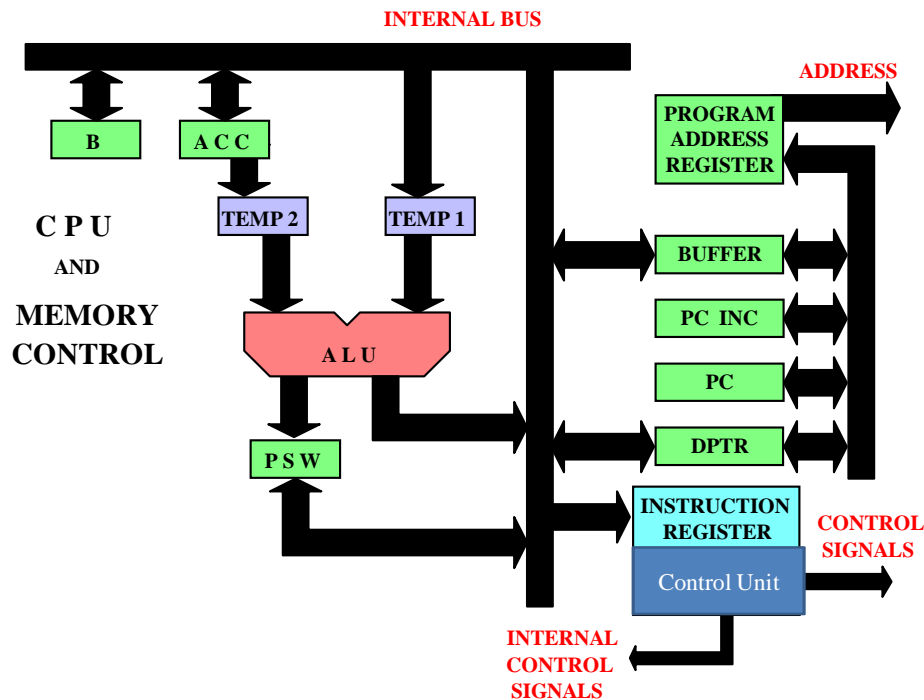 INTERNAL BUS
ADDRESS
B
A C C
PROGRAM
ADDRESS
REGISTER
TEMP 2
TEMP 1
C P U
AND
MEMORY
CONTROL
BUFFER
PC INC
A L U
PC
P S W
DPTR
INSTRUCTION
REGISTER
CONTROL
SIGNALS
Control Unit
INTERNAL
CONTROL
SIGNALS